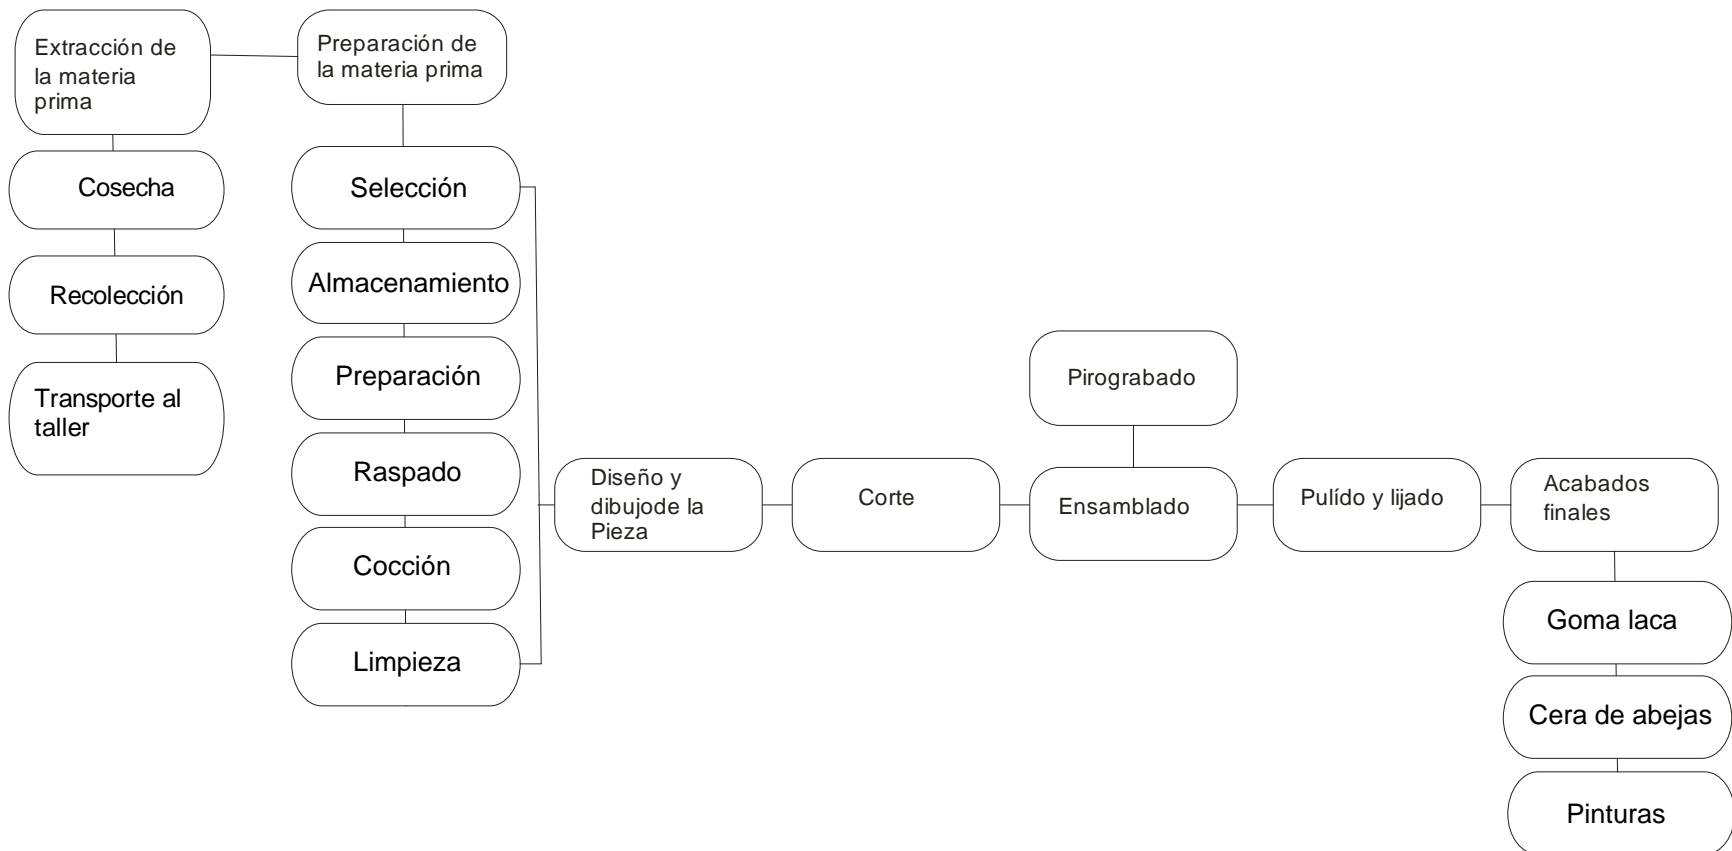 Extracción de
la materia
prima
Preparación de
la materia prima
Cosecha
Recolección
Transporte al
taller
Selección
Almacenamiento
Preparación
Raspado
Cocción
Limpieza
Diseño y
dibujode la
Pieza
Corte
Pirograbado
Ensamblado
Pulído y lijado
Acabados
finales
Goma laca
Cera de abejas
Pinturas